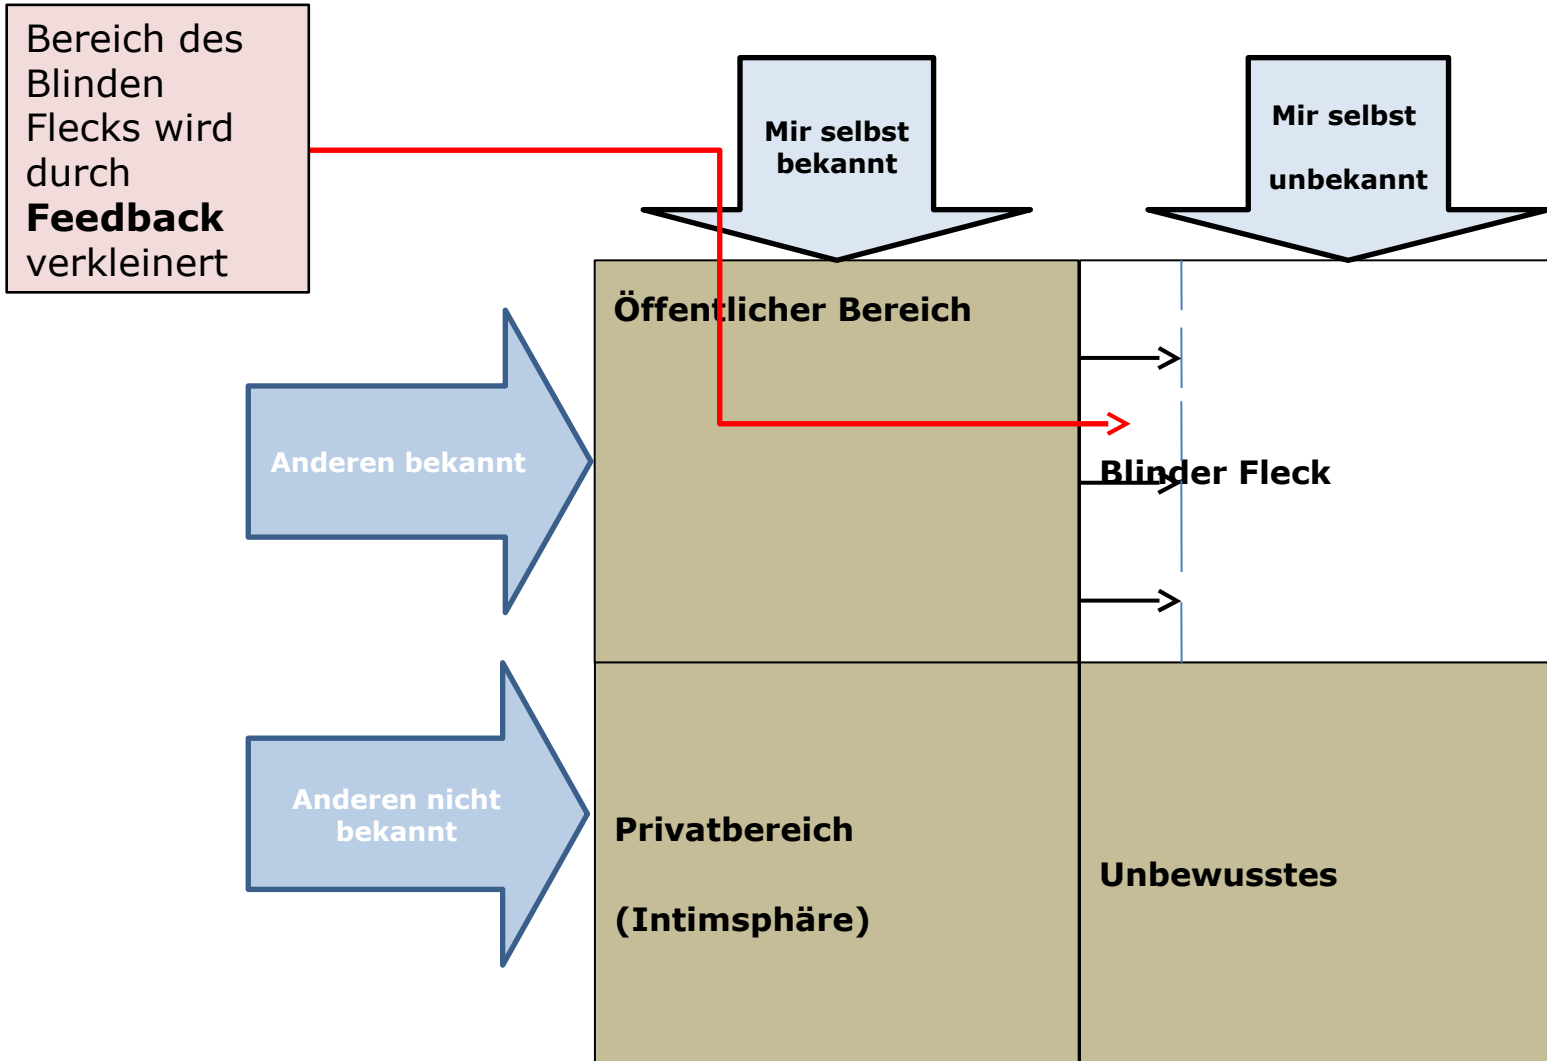 Bereich des
Blinden
Flecks wird
durch
Feedback
verkleinert
Mir selbst
bekannt
Mir selbst
unbekannt
Öffentlicher Bereich
Anderen bekannt
Blinder Fleck
Anderen nicht
bekannt
Privatbereich
(Intimsphäre)
Unbewusstes